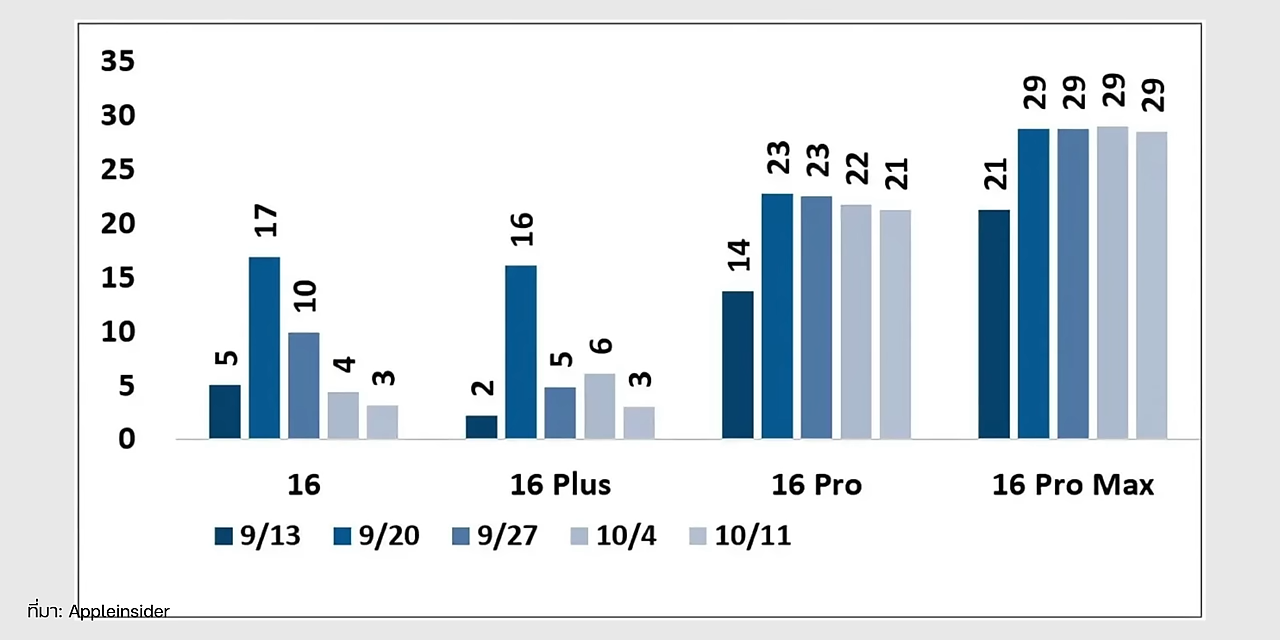 35
30
25
20
15
10
5
0
5 17 10 4 3
2 16 5 6 3
14 23 23 22 21
21 29 29 29 29
16 16 Plus 16 Pro 16 Pro Max
9/13 9/20 9/27 10/4 10/11
ที่มา: Appleinsider